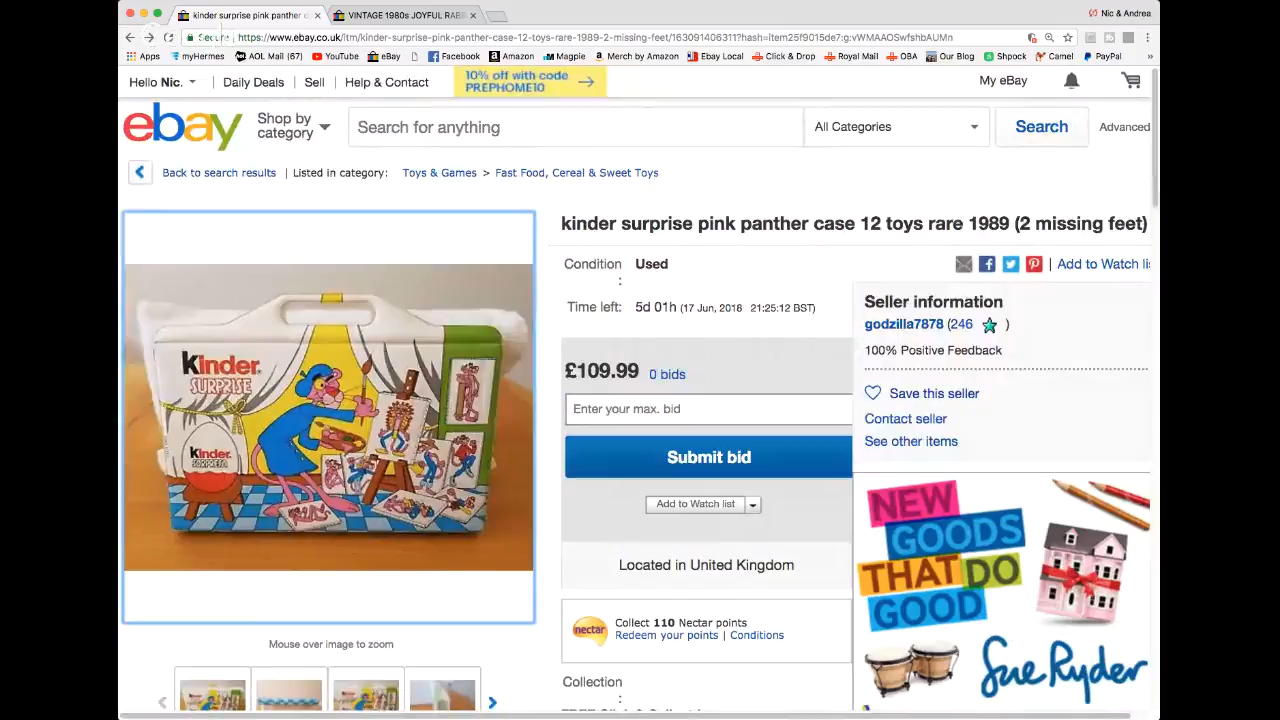 kinder surprise pink panther c
VINTAGE 1980s JOYFUL RABB
Nic & Andrea
Secure
https://www.ebay.co.uk/itm/kinder-surprise-pink-panther-case-12-toys-rare-1989-2-missing-feet/163091406311?hash=item25f9015de7:g:vWMAAOSwfshbAUMn
Apps
myHermes
AOL Mail (67)
YouTube
eBay
Facebook
Amazon
Magpie
Merch by Amazon
Ebay Local
Click & Drop
Royal Mail
OBA
Our Blog
Shpock
Camel
PayPal
»
Hello Nic.
Daily Deals
Sell
Help & Contact
10% off with code
PREPHOME10
My eBay
ebay
Shop by
category
Search for anything
All Categories
Search
Advanced
Back to search results | Listed in category: Toys & Games > Fast Food, Cereal & Sweet Toys
kinder surprise pink panther case 12 toys rare 1989 (2 missing feet)
Condition
:
Used
| Add to Watch lis
Time left:
5d 01h (17 Jun, 2018 21:25:12 BST)
Seller information
godzilla7878 (246 )
100% Positive Feedback
£109.99
0 bids
Save this seller
Enter your max. bid
Contact seller
See other items
Submit bid
Add to Watch list
Kinder
SURPRISE
Kinder
SURPRISE
NEW
GOODS
THAT DO
GOOD
Sue Ryder
Located in United Kingdom
nectar
Collect 110 Nectar points
Redeem your points | Conditions
Mouse over image to zoom
Collection
: